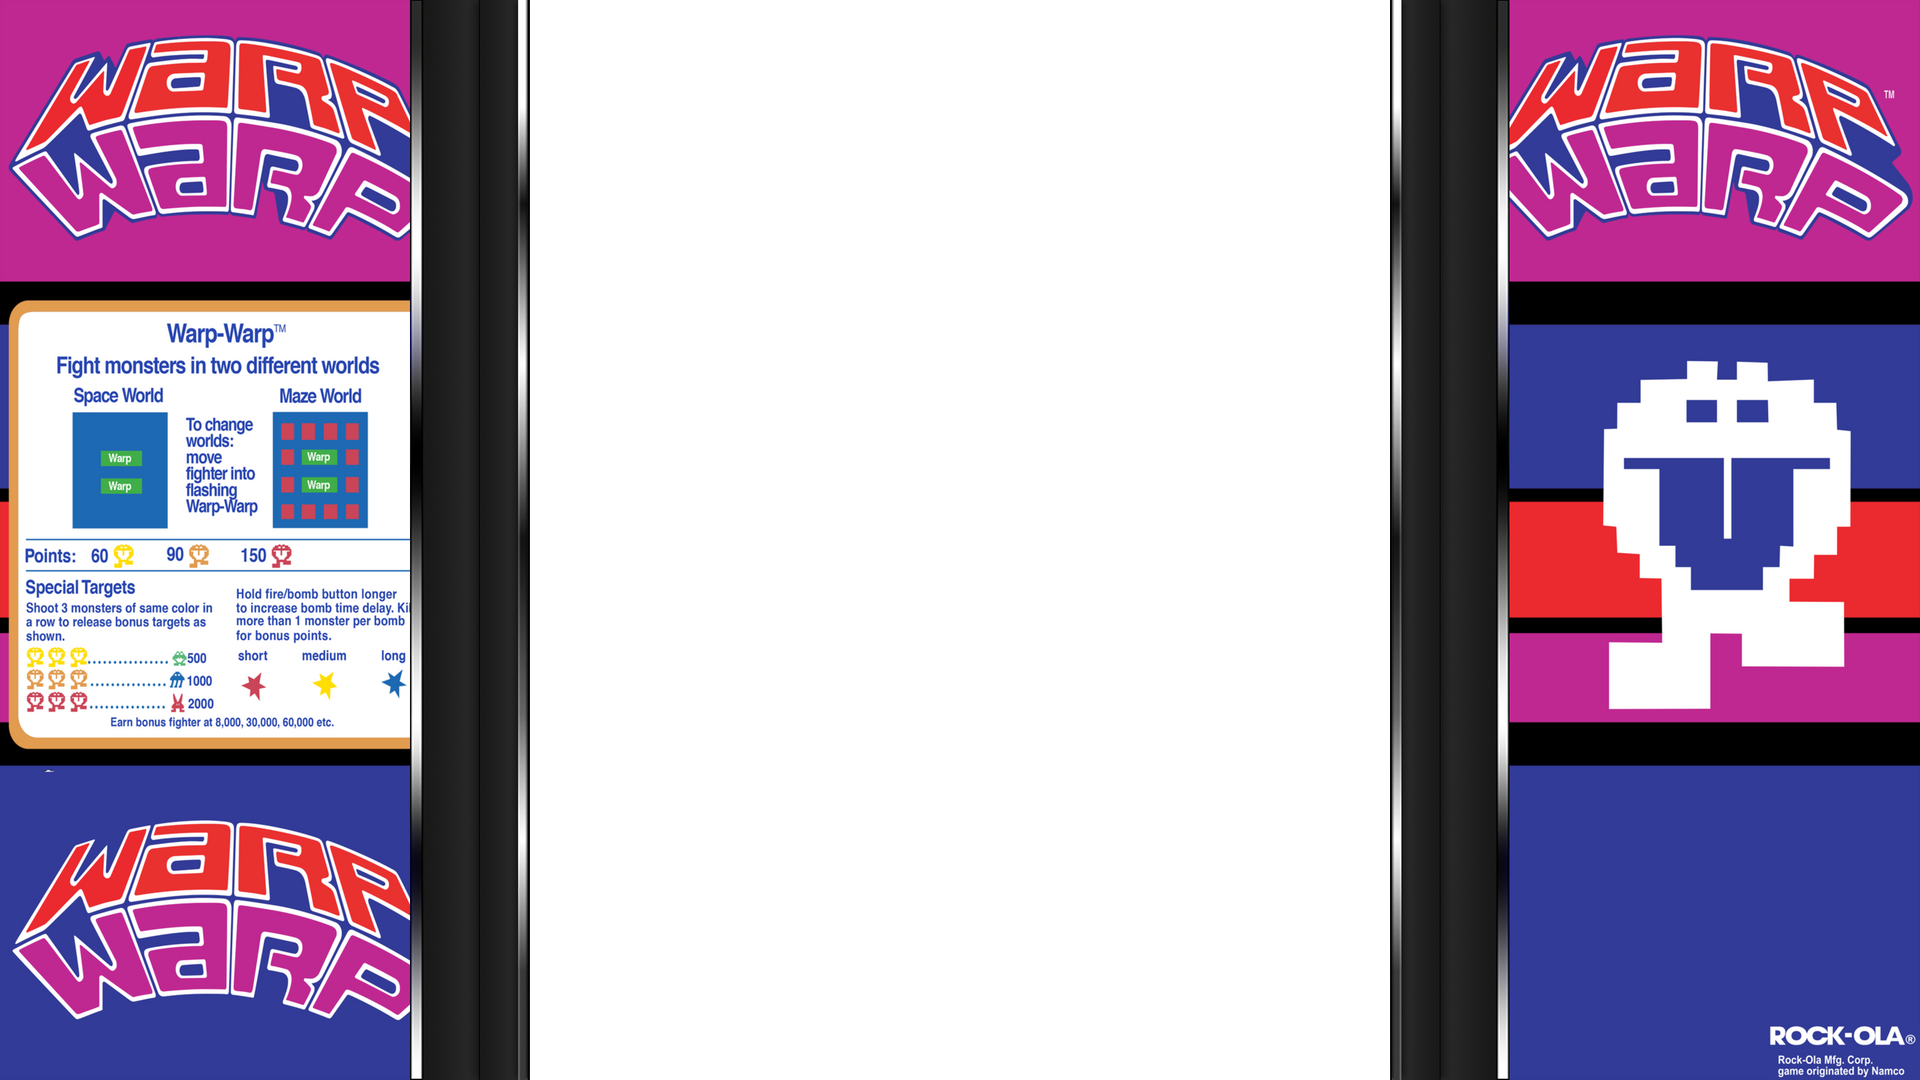 WARP
WARP
Warp-Warp™
Fight monsters in two different worlds
Space World
Maze World
Warp
Warp
To change
worlds:
move
fighter into
flashing
Warp-Warp
Warp
Warp
Points: 60 90 150
Special Targets
Shoot 3 monsters of same color in
a row to release bonus targets as
shown.
................ 500
................ 1000
................ 2000
Hold fire/bomb button longer
to increase bomb time delay.
more than 1 monster per bomb
for bonus points.
short medium long
Earn bonus fighter at 8,000, 30,000, 60,000 etc.
WARP
WARP
WARP ™
WARP
ROCK-OLA®
Rock-Ola Mfg. Corp.
game originated by Namco